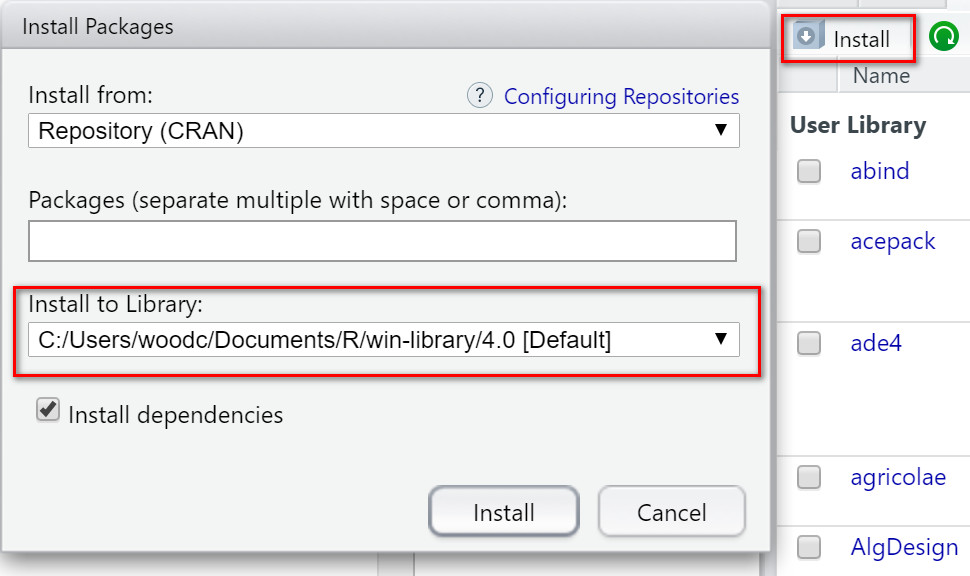 Install Packages
Install from:
? Configuring Repositories
Repository (CRAN)
Packages (separate multiple with space or comma):
Install to Library:
C:/Users/woodc/Documents/R/win-library/4.0 [Default]
Install dependencies
Install
Cancel
Install
Name
User Library
abind
acepack
ade4
agricolae
AlgDesign